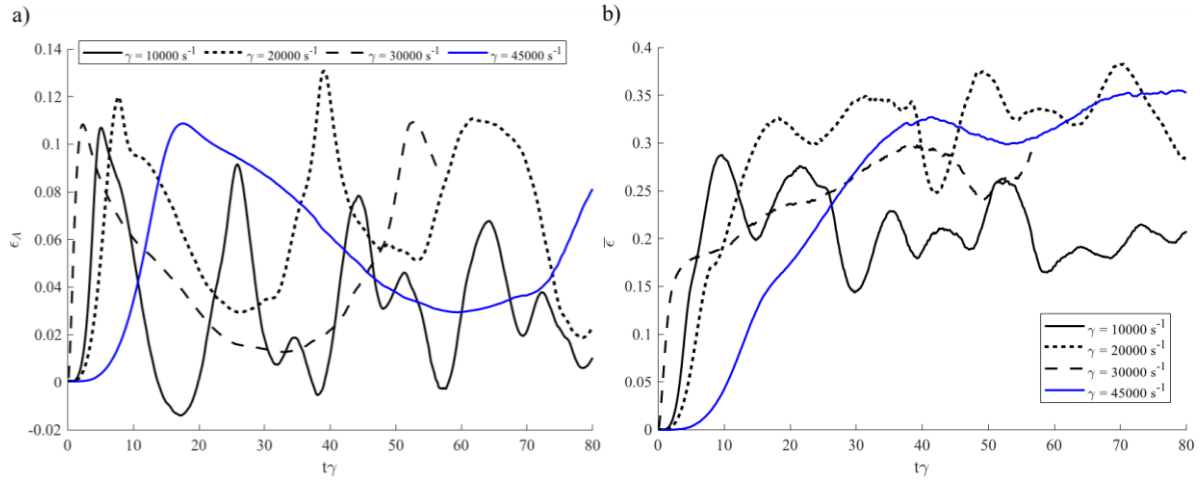 a)
γ = 10000 s⁻¹ γ = 20000 s⁻¹ γ = 30000 s⁻¹ γ = 45000 s⁻¹
0.14
0.12
0.1
0.08
0.06
0.04
0.02
0
-0.02
ϵA
0 10 20 30 40 50 60 70 80
tγ
b)
0.4
0.35
0.3
0.25
0.2
0.15
0.1
0.05
0
ϵ̅
γ = 10000 s⁻¹
γ = 20000 s⁻¹
γ = 30000 s⁻¹
γ = 45000 s⁻¹
0 10 20 30 40 50 60 70 80
tγ